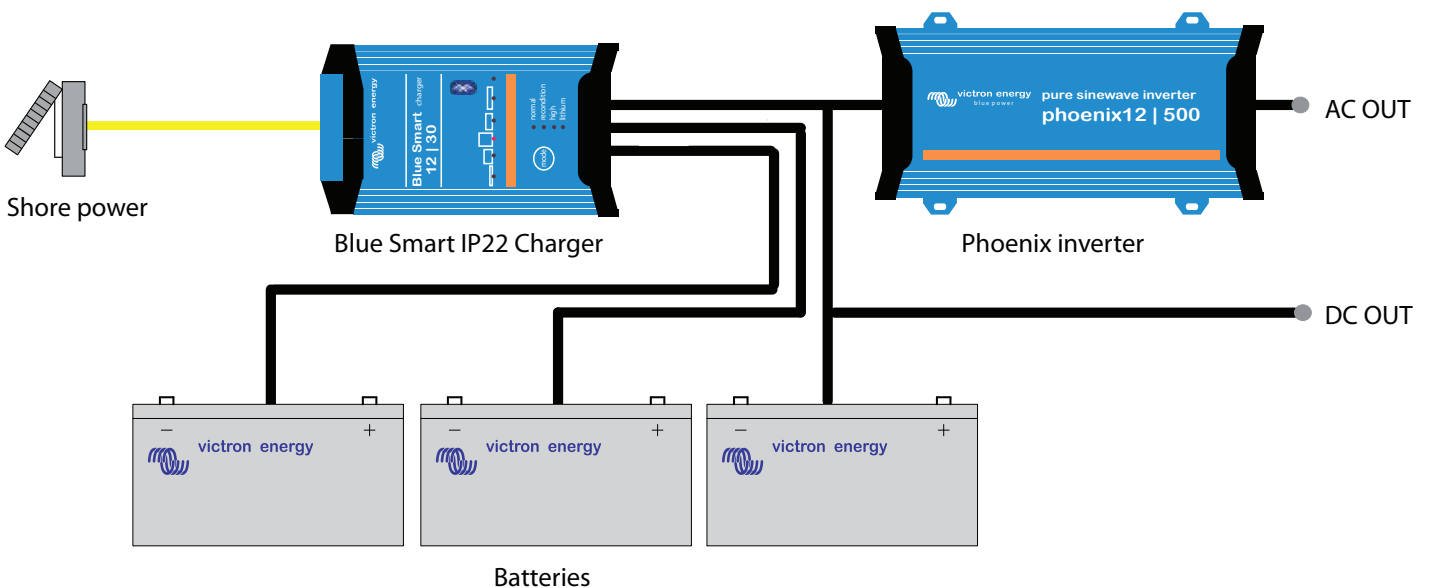 Shore power
victron energy
Blue Smart charger
12 | 30
normal
recondition
high
lithium
mode
Blue Smart IP22 Charger
victron energy
blue power
pure sinewave inverter
phoenix12 | 500
Phoenix inverter
AC OUT
DC OUT
− +
victron energy
− +
victron energy
− +
victron energy
Batteries